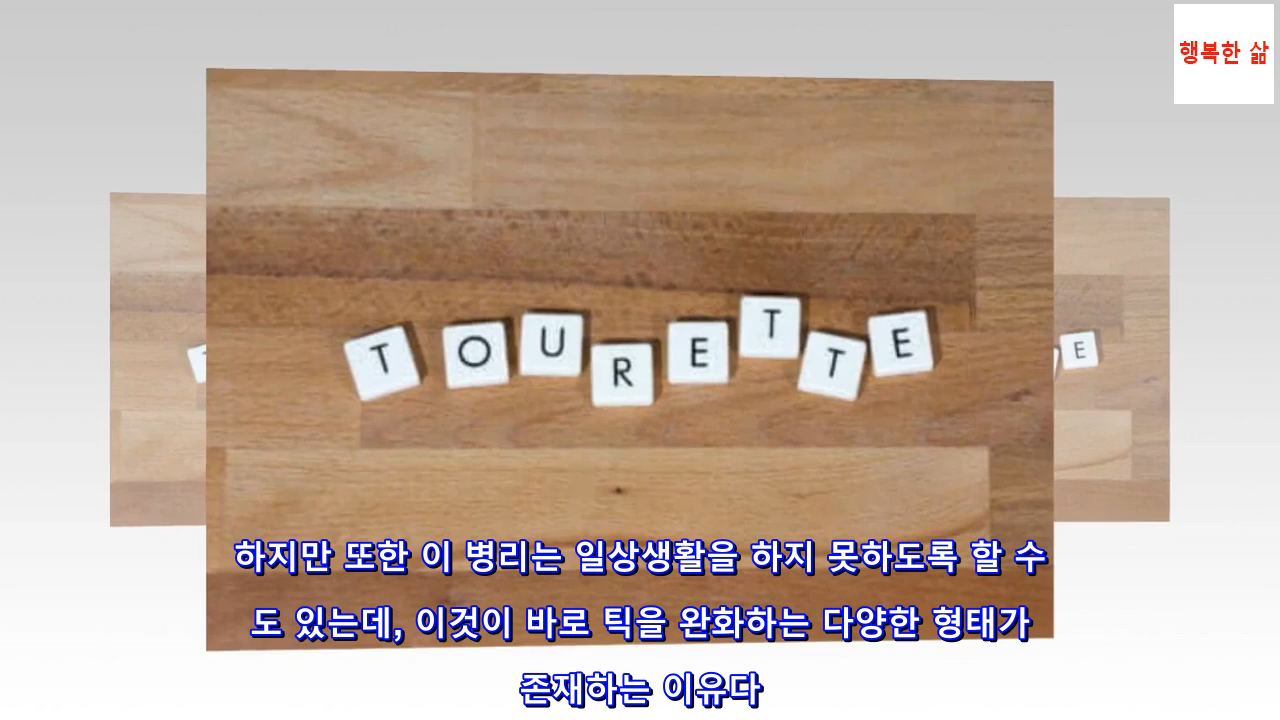 행복한 삶
TOURETTE
E
하지만 또한 이 병리는 일상생활을 하지 못하도록 할 수
도 있는데, 이것이 바로 틱을 완화하는 다양한 형태가
존재하는 이유다